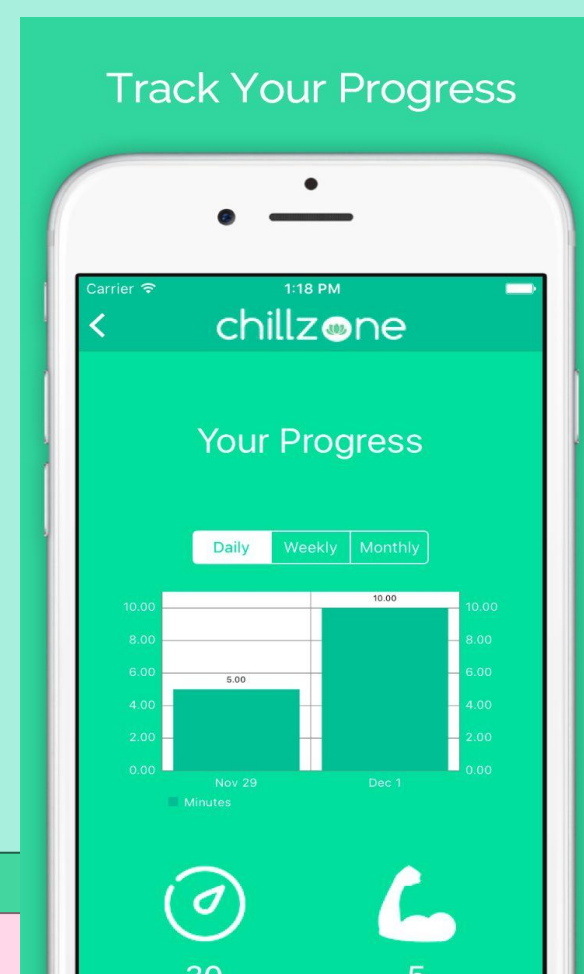 Track Your Progress
Carrier 1:18 PM
chillzone
Your Progress
Daily Weekly Monthly
10.00 10.00 10.00
8.00 8.00
6.00 5.00 6.00
4.00 4.00
2.00 2.00
0.00 0.00
Nov 29 Dec 1
Minutes